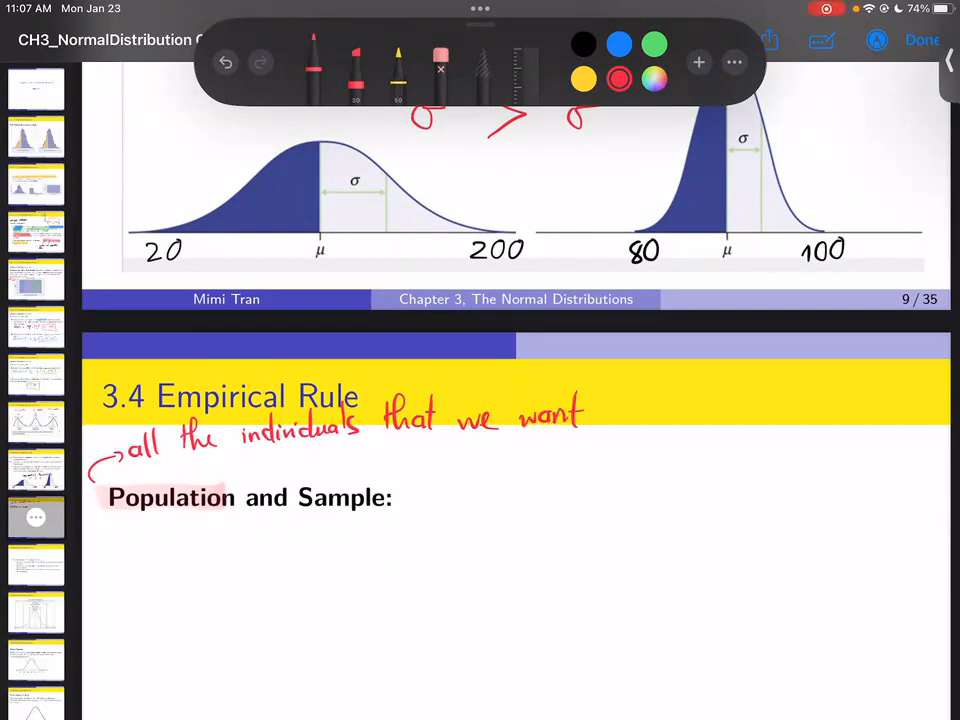 11:07 AM Mon Jan 23
74%
CH3_NormalDistribution
Done
30
50
σ > σ
σ
σ
20 μ 200
80 μ 100
Mimi Tran Chapter 3, The Normal Distributions 9 / 35
3.4 Empirical Rule
all the individuals that we want
Population and Sample: